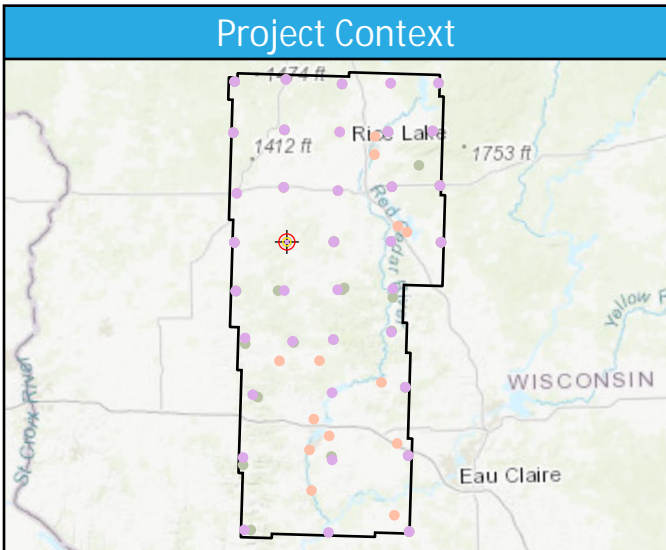 Project Context
1474 ft
Rice Lake
1412 ft
1753 ft
Red Cedar River
Yellow R
St Croix River
WISCONSIN
Eau Claire